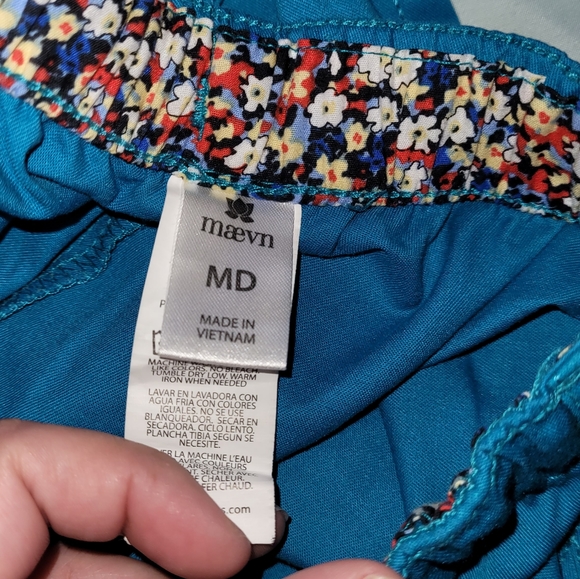 mævn
MD
MADE IN
VIETNAM
MACHINE
LIKE COLORS, NO BLEACH,
TUMBLE DRY LOW, WARM
IRON WHEN NEEDED
LAVAR EN LAVADORA CON
AGUA FRIA CON COLORES
IGUALES. NO SE USE
BLANQUEADOR. SECAR EN
SECADORA. CICLO LENTO.
PLANCHA TIBIA SEGUN SE
NECESITE.
LA MACHINE L'EAU
AVEC COULEURS
CHALEUR,
CHAUD.